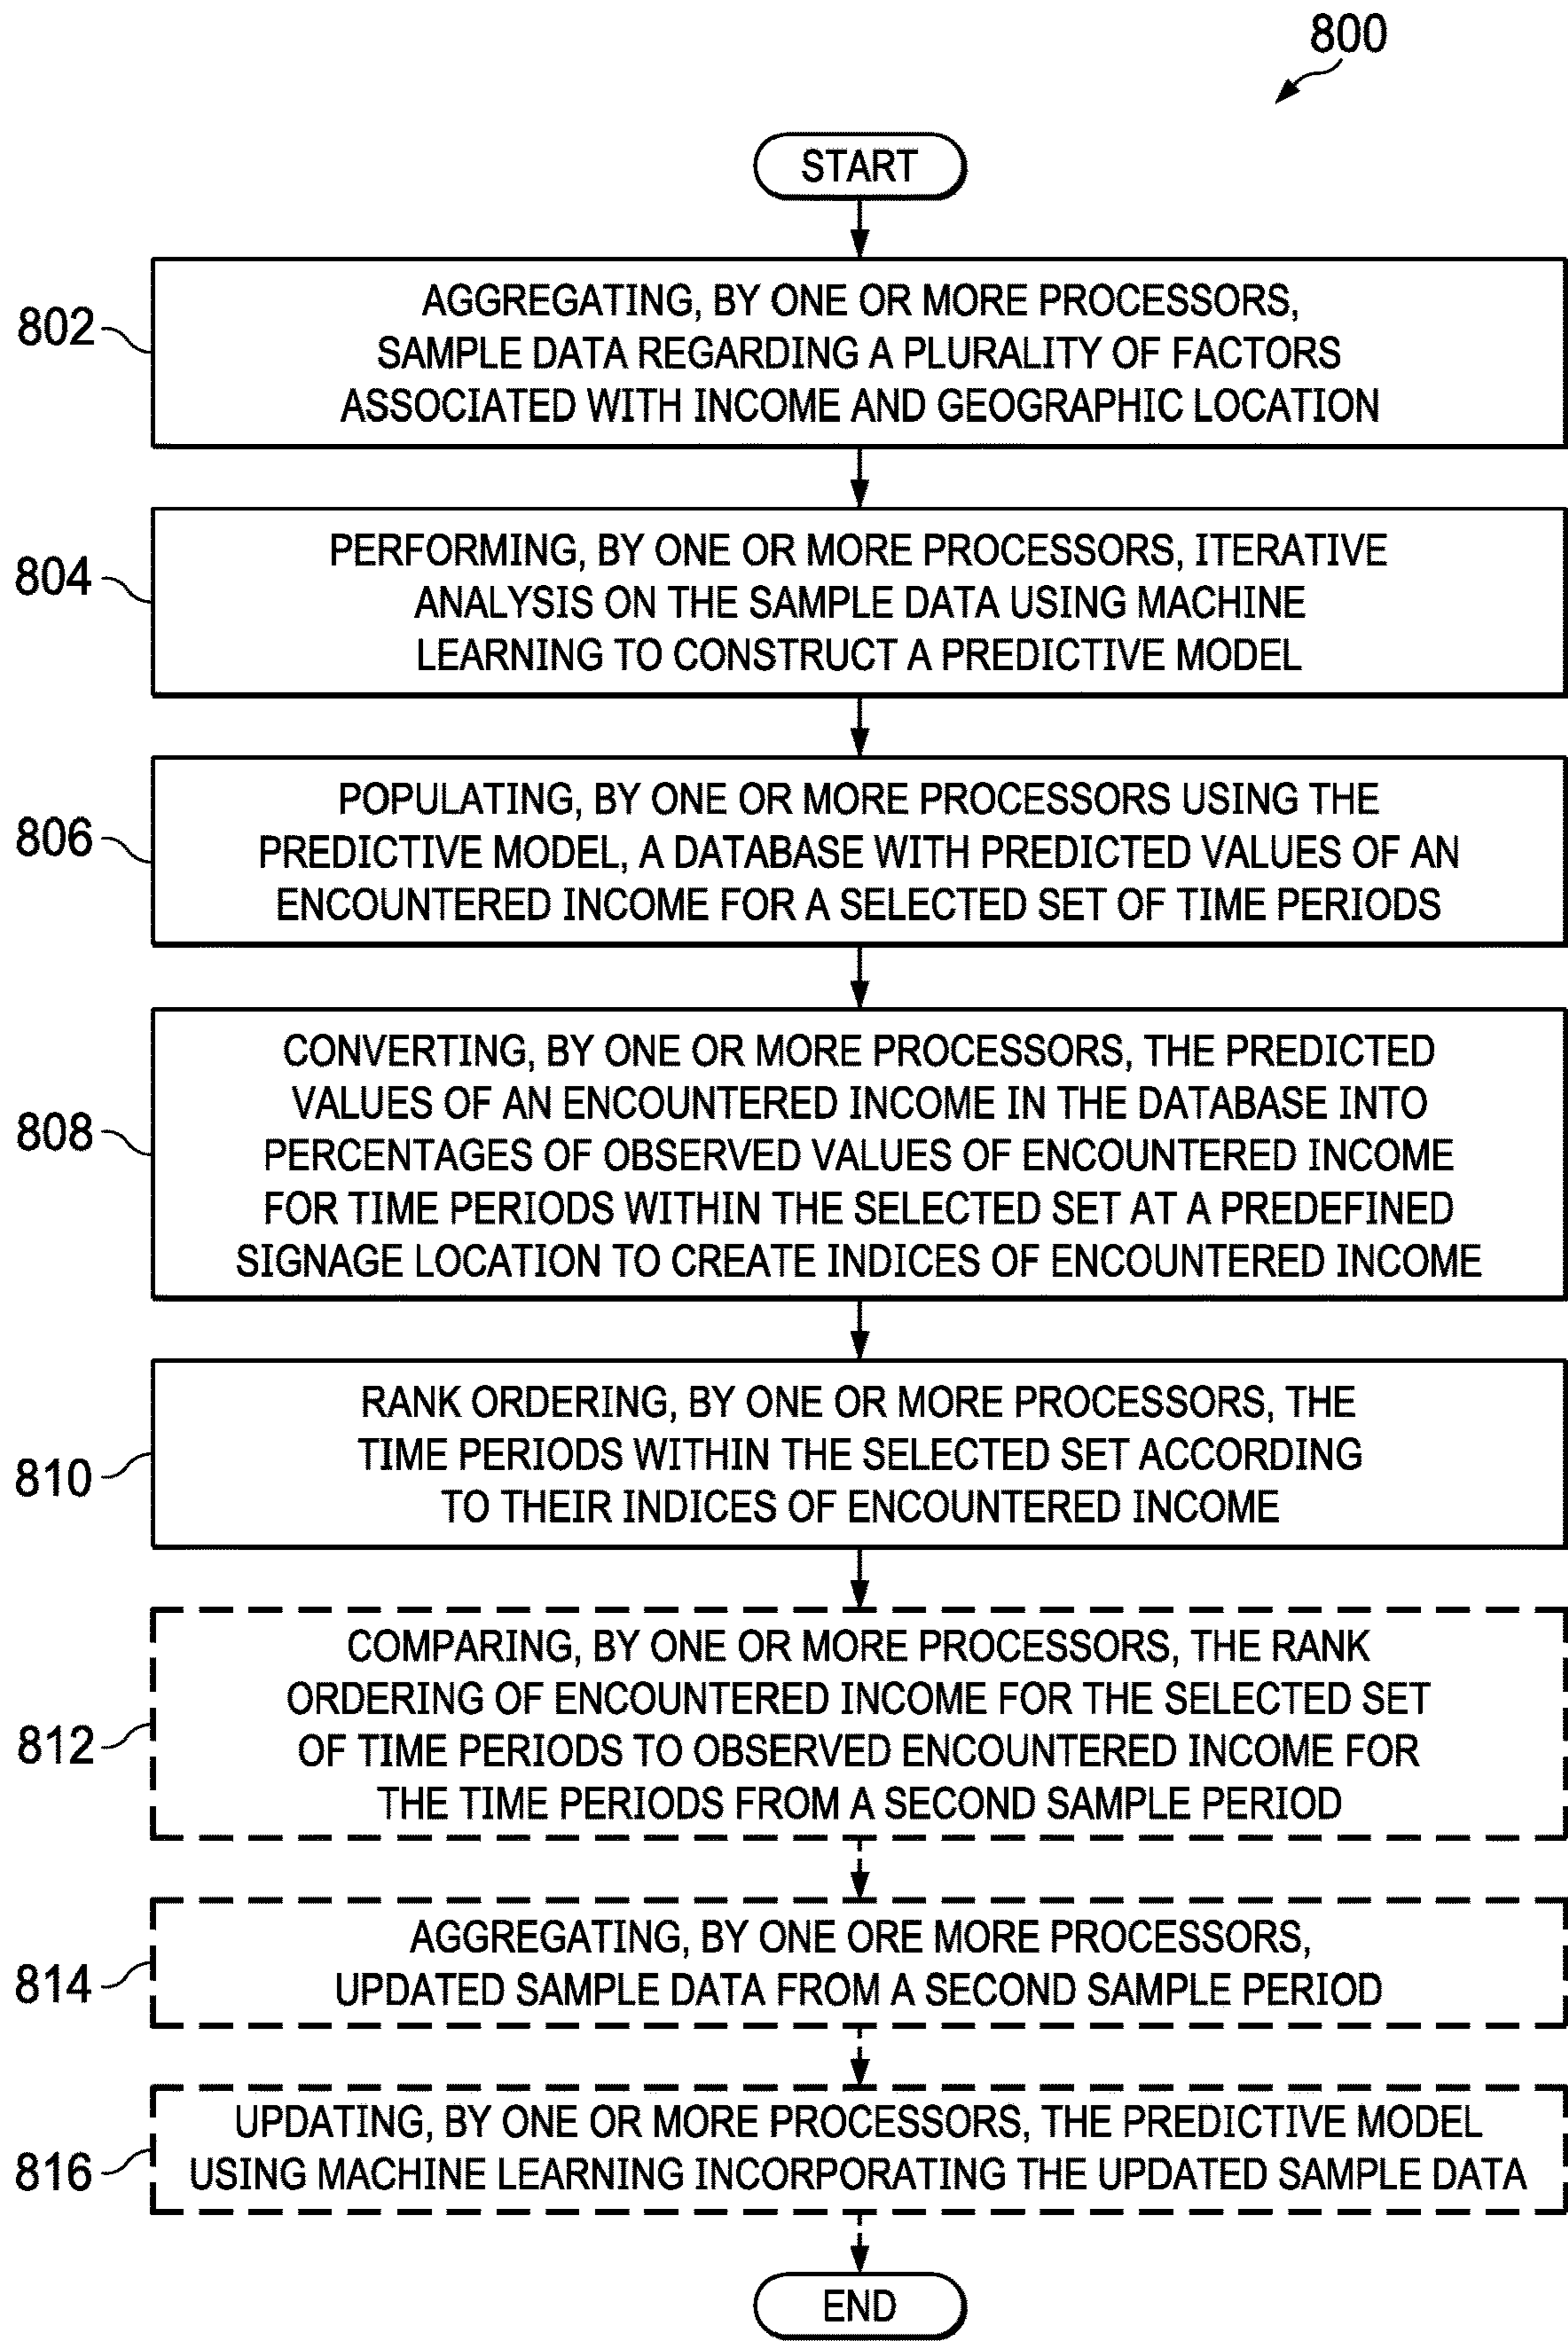 800
START
802
AGGREGATING, BY ONE OR MORE PROCESSORS,
SAMPLE DATA REGARDING A PLURALITY OF FACTORS
ASSOCIATED WITH INCOME AND GEOGRAPHIC LOCATION
804
PERFORMING, BY ONE OR MORE PROCESSORS, ITERATIVE
ANALYSIS ON THE SAMPLE DATA USING MACHINE
LEARNING TO CONSTRUCT A PREDICTIVE MODEL
806
POPULATING, BY ONE OR MORE PROCESSORS USING THE
PREDICTIVE MODEL, A DATABASE WITH PREDICTED VALUES OF AN
ENCOUNTERED INCOME FOR A SELECTED SET OF TIME PERIODS
808
CONVERTING, BY ONE OR MORE PROCESSORS, THE PREDICTED
VALUES OF AN ENCOUNTERED INCOME IN THE DATABASE INTO
PERCENTAGES OF OBSERVED VALUES OF ENCOUNTERED INCOME
FOR TIME PERIODS WITHIN THE SELECTED SET AT A PREDEFINED
SIGNAGE LOCATION TO CREATE INDICES OF ENCOUNTERED INCOME
810
RANK ORDERING, BY ONE OR MORE PROCESSORS, THE
TIME PERIODS WITHIN THE SELECTED SET ACCORDING
TO THEIR INDICES OF ENCOUNTERED INCOME
812
COMPARING, BY ONE OR MORE PROCESSORS, THE RANK
ORDERING OF ENCOUNTERED INCOME FOR THE SELECTED SET
OF TIME PERIODS TO OBSERVED ENCOUNTERED INCOME FOR
THE TIME PERIODS FROM A SECOND SAMPLE PERIOD
814
AGGREGATING, BY ONE ORE MORE PROCESSORS,
UPDATED SAMPLE DATA FROM A SECOND SAMPLE PERIOD
816
UPDATING, BY ONE OR MORE PROCESSORS, THE PREDICTIVE MODEL
USING MACHINE LEARNING INCORPORATING THE UPDATED SAMPLE DATA
END